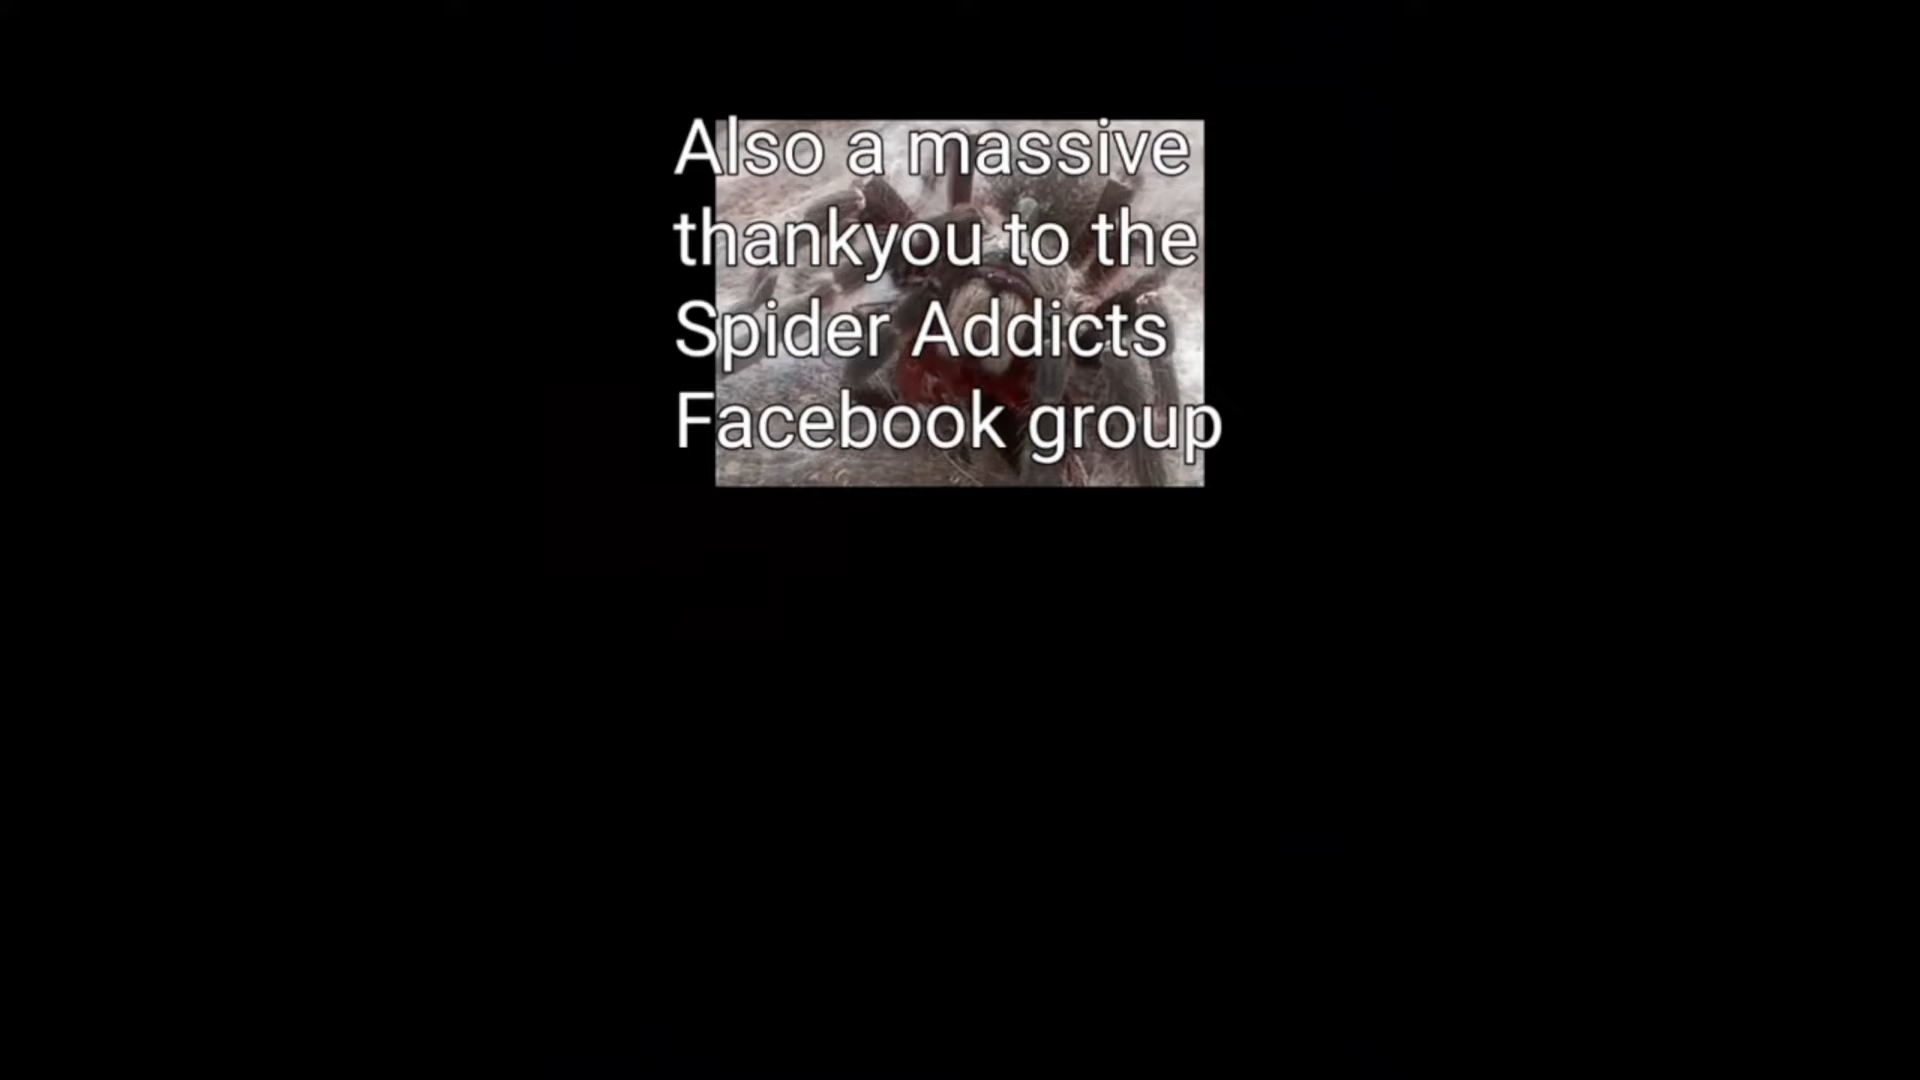 Also a massive
thankyou to the
Spider Addicts
Facebook group